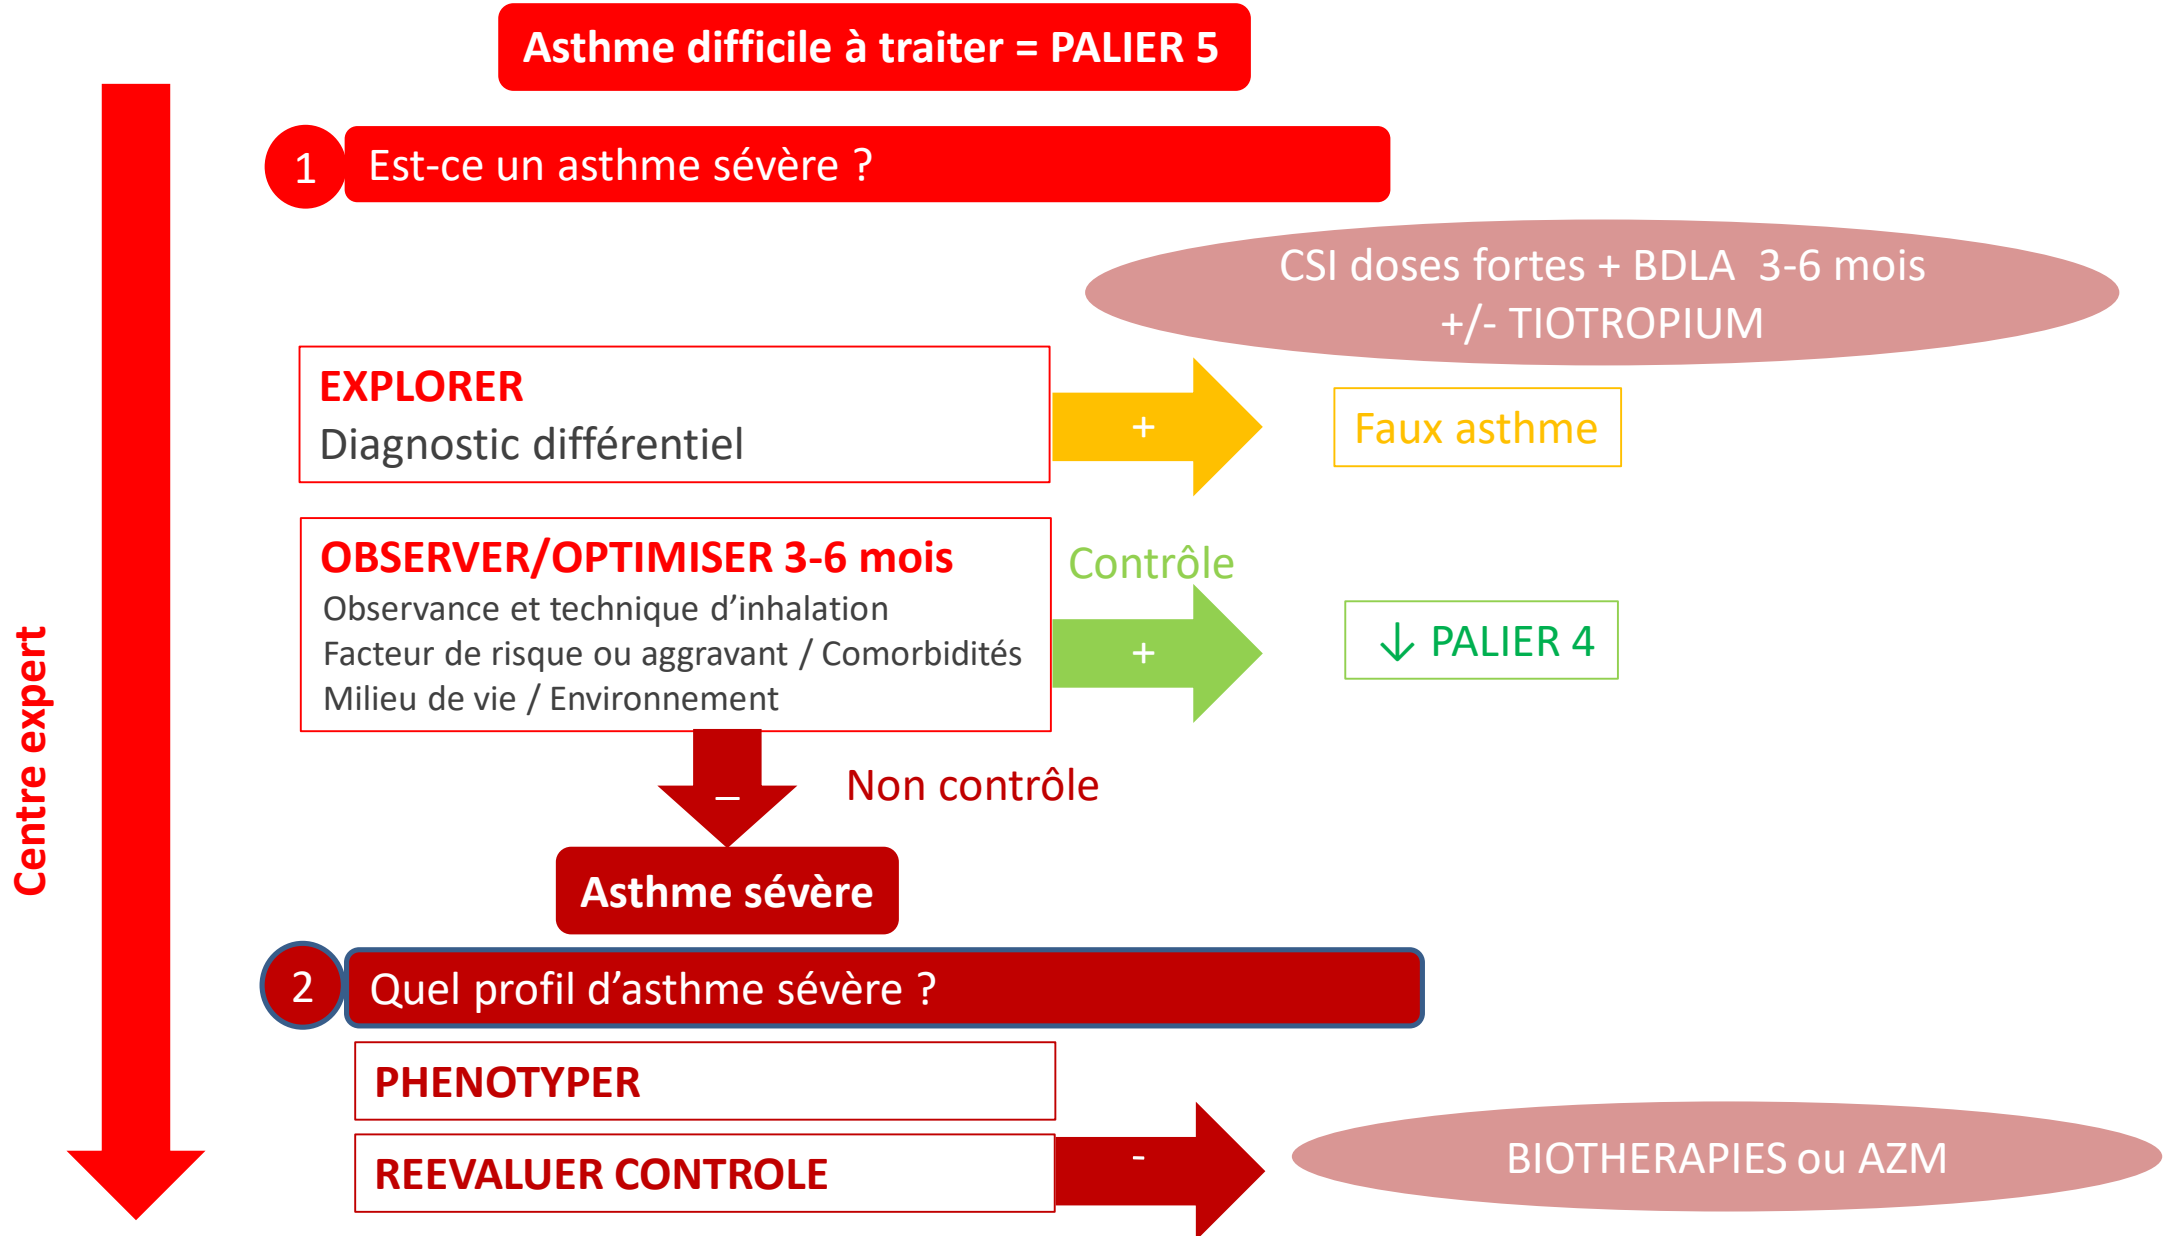 Asthme difficile à traiter = PALIER 5
1
Est-ce un asthme sévère ?
CSI doses fortes + BDLA 3-6 mois
+/- TIOTROPIUM
EXPLORER
Diagnostic différentiel
+
Faux asthme
OBSERVER/OPTIMISER 3-6 mois
Observance et technique d’inhalation
Facteur de risque ou aggravant / Comorbidités
Milieu de vie / Environnement
Contrôle
+
↓ PALIER 4
Centre expert
–
Non contrôle
Asthme sévère
2
Quel profil d’asthme sévère ?
PHENOTYPER
REEVALUER CONTROLE
-
BIOTHERAPIES ou AZM